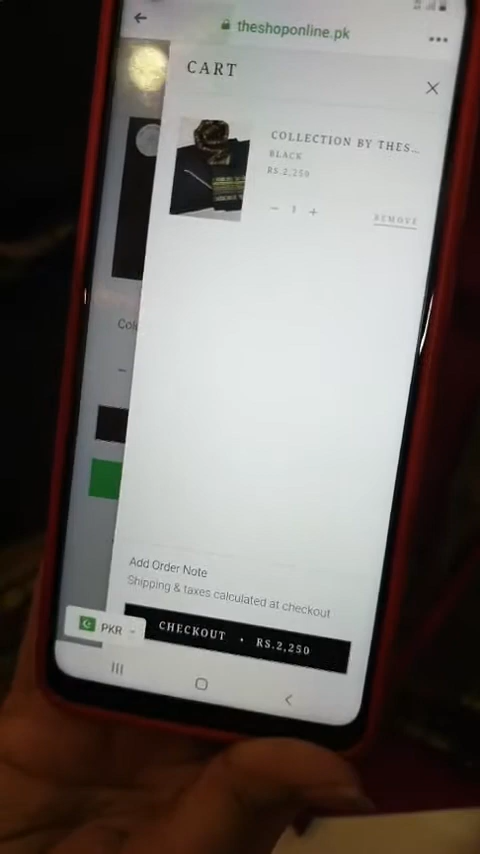 theshoponline.pk
CART
COLLECTION BY THES...
BLACK
RS.2,250
− 1 +
REMOVE
Add Order Note
Shipping & taxes calculated at checkout
CHECKOUT • RS.2,250
PKR